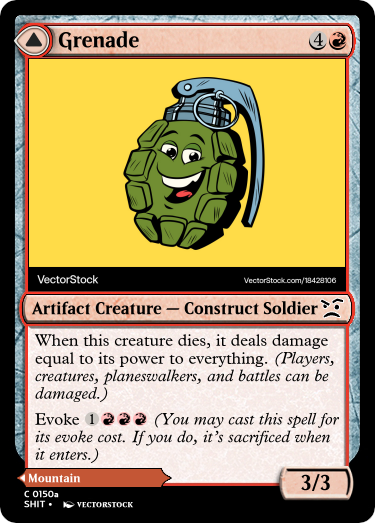 Grenade 4
VectorStock VectorStock.com/18428106
Artifact Creature — Construct Soldier
When this creature dies, it deals damage
equal to its power to everything. (Players,
creatures, planeswalkers, and battles can be
damaged.)
Evoke 1 (You may cast this spell for
its evoke cost. If you do, it's sacrificed when
it enters.)
Mountain
3/3
C 0150a
SHIT • VECTORSTOCK